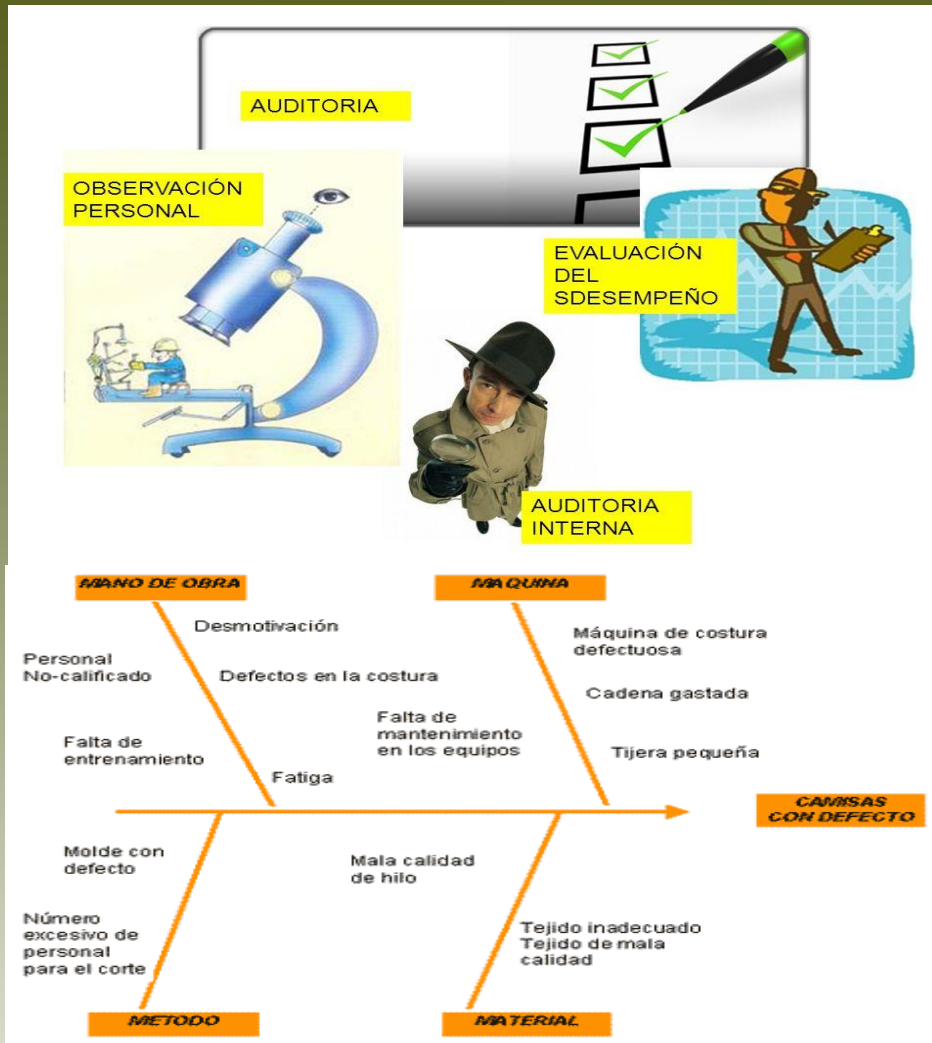 AUDITORIA
OBSERVACIÓN
PERSONAL
EVALUACIÓN
DEL
SDESEMPEÑO
AUDITORIA
INTERNA
MANO DE OBRA
MAQUINA
Desmotivación
Personal
No-calificado
Defectos en la costura
Falta de
entrenamiento
Fatiga
Máquina de costura
defectuosa
Cadena gastada
Falta de
mantenimiento
en los equipos
Tijera pequeña
CAMISAS
CON DEFECTO
Molde con
defecto
Número
excesivo de
personal
para el corte
Mala calidad
de hilo
Tejido inadecuado
Tejido de mala
calidad
METODO
MATERIAL